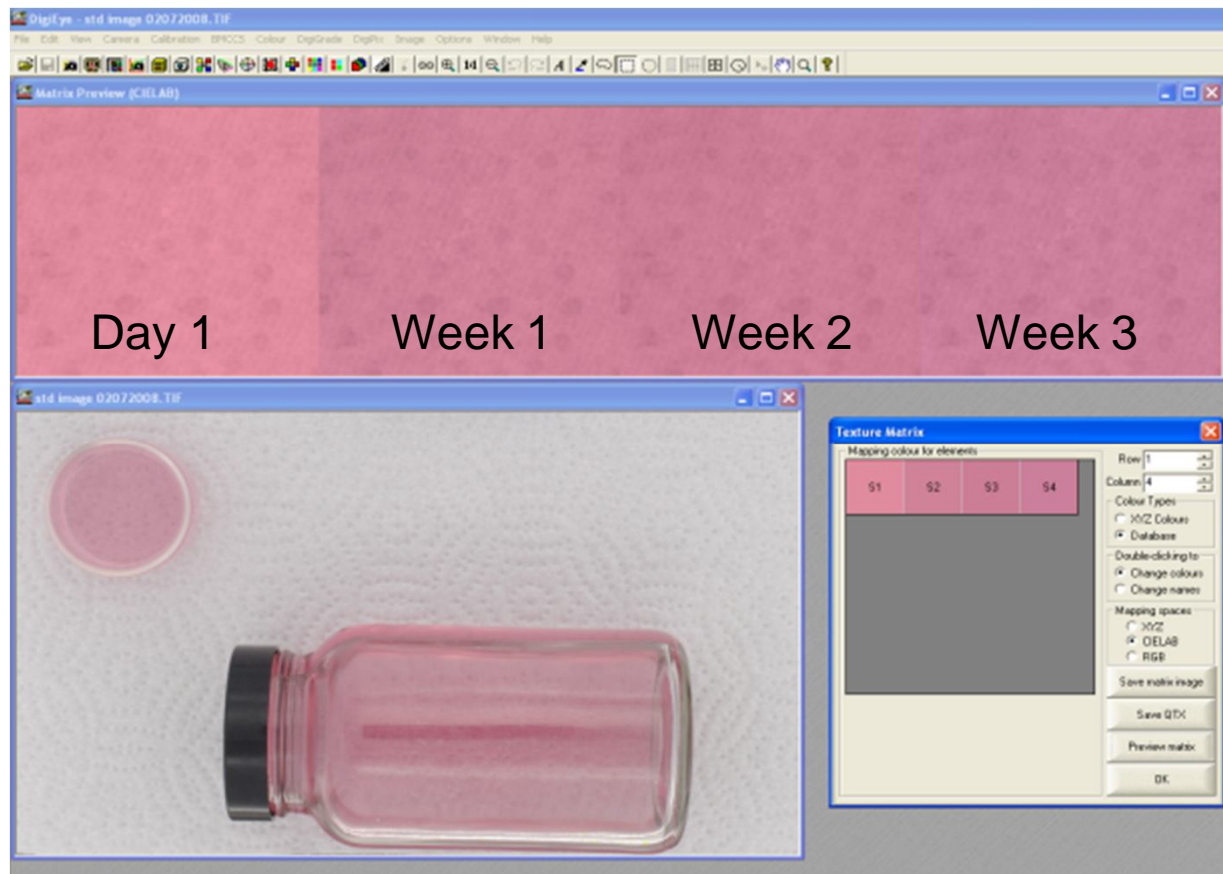 DigiEye - std image 02072008.TIF
File Edit View Camera Calibration BMCCS Colour DigiGrade DigiPix Image Options Window Help
Matrix Preview (CIELAB)
Day 1 Week 1 Week 2 Week 3
std image 02072008.TIF
Texture Matrix
Mapping colour for elements
S1 S2 S3 S4
Row 1
Column 4
Colour Types
XYZ Colours
Database
Double-clicking to
Change colours
Change names
Mapping spaces
XYZ
CIELAB
RGB
Save matrix image
Save QTX
Preview matrix
OK